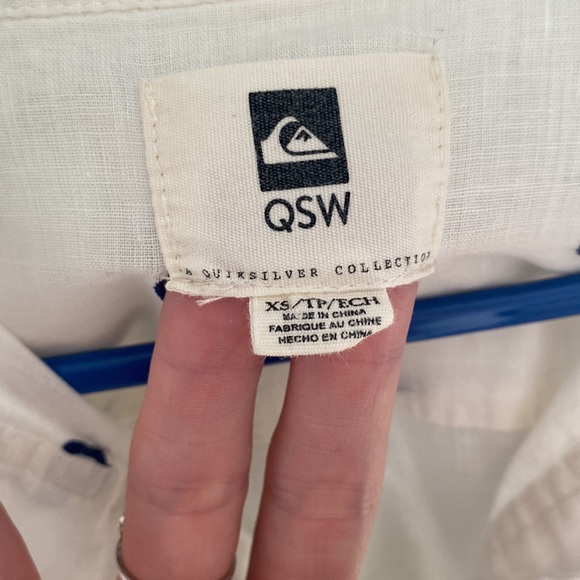 QSW
A QUIKSILVER COLLECTION
XS/TP/ECH
MADE IN CHINA
FABRIQUE AU CHINE
HECHO EN CHINA